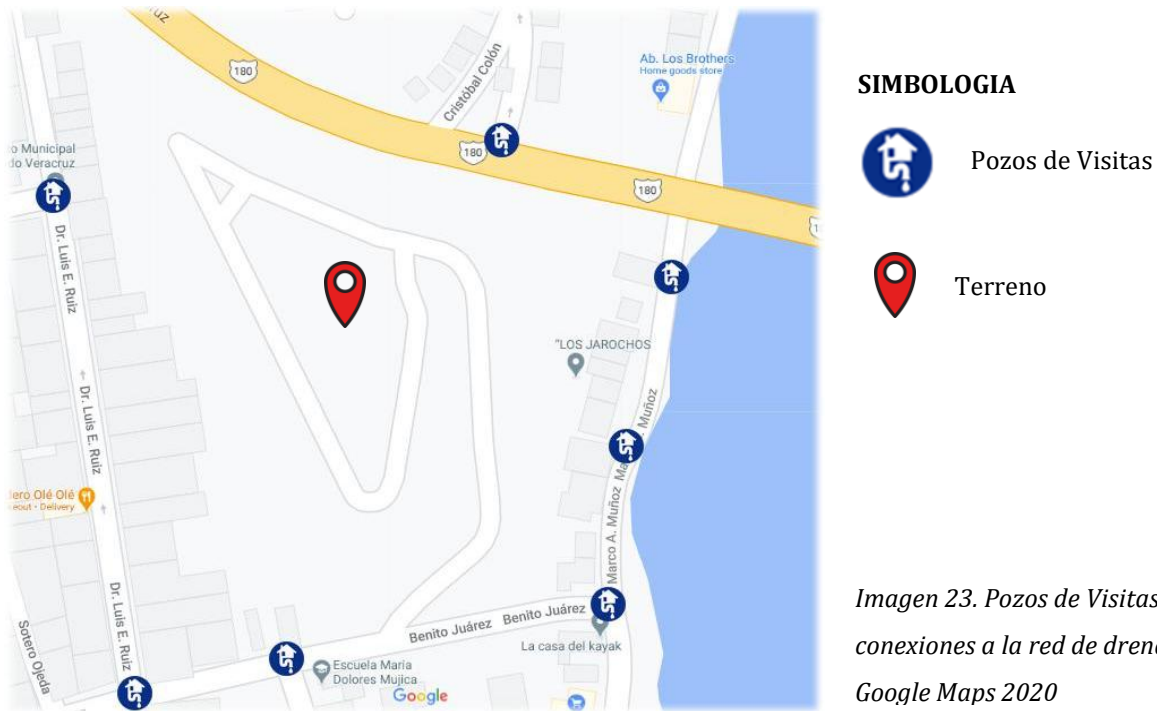 180
Cristóbal Colón
Ab. Los Brothers
Home goods store
180
180
Municipal
do Veracruz
Dr. Luis E. Ruiz
"LOS JAROCHOS
Dr. Luis E. Ruiz
Muñoz
Olé Olé
Delivery
Marco A. Muñoz
Dr. Luis E. Ruiz
Sotero Ojeda
Benito Juárez
Benito Juárez
La casa del kayak
Escuela Maria
Dolores Mujica
Google
SIMBOLOGIA
Pozos de Visitas
Terreno
Imagen 23. Pozos de Visitas
conexiones a la red de
Google Maps 2020